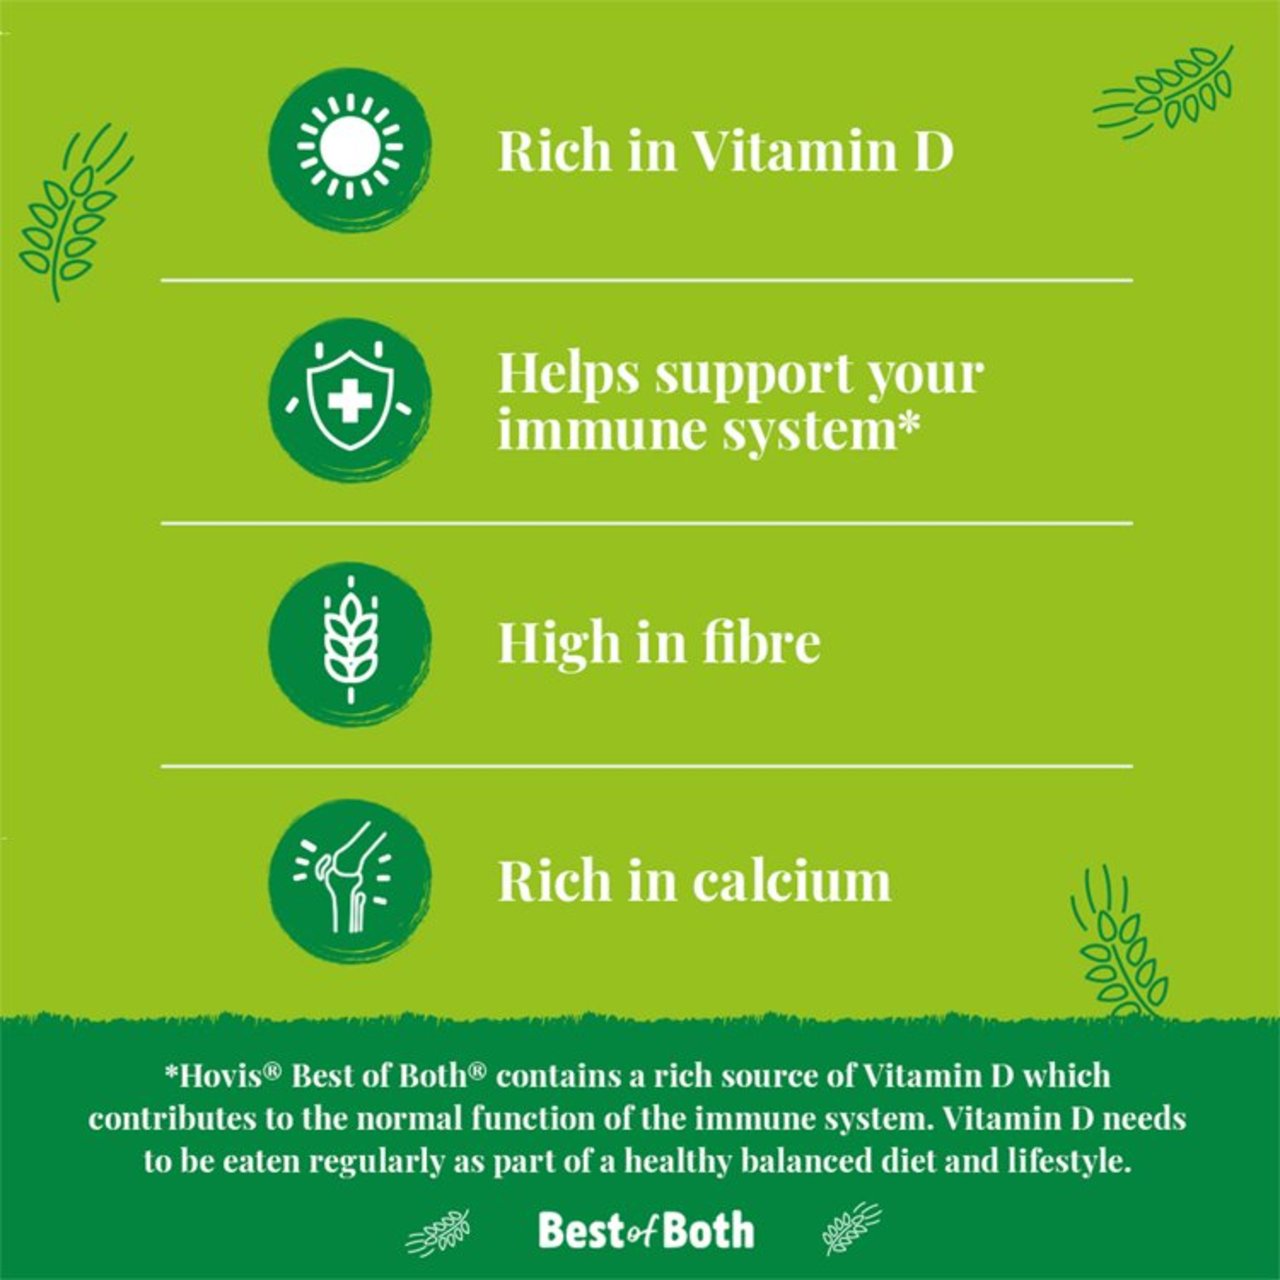 Rich in Vitamin D
Helps support your
immune system*
High in fibre
Rich in calcium
*Hovis® Best of Both® contains a rich source of Vitamin D which
contributes to the normal function of the immune system. Vitamin D needs
to be eaten regularly as part of a healthy balanced diet and lifestyle.
Best of Both